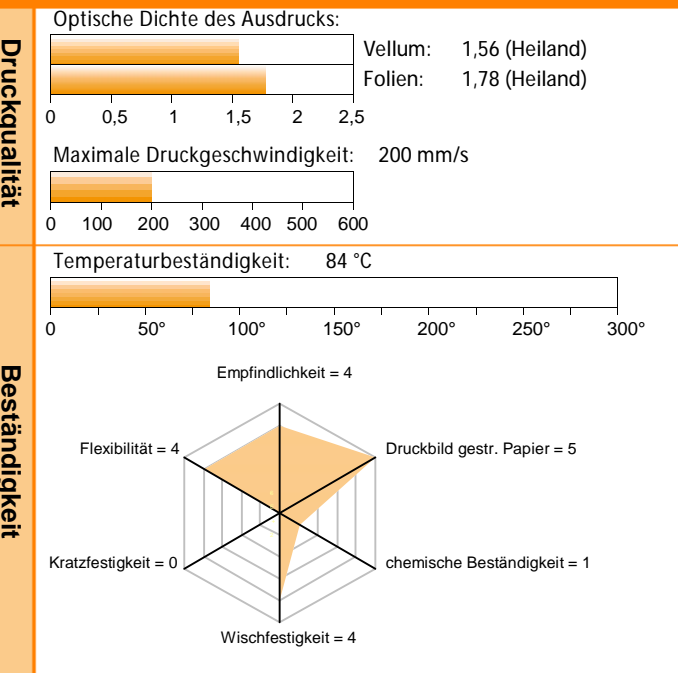 Druckqualität
Optische Dichte des Ausdrucks:
Vellum: 1,56 (Heiland)
Folien: 1,78 (Heiland)
0 0,5 1 1,5 2 2,5
Maximale Druckgeschwindigkeit: 200 mm/s
0 100 200 300 400 500 600
Beständigkeit
Temperaturbeständigkeit: 84 °C
0 50° 100° 150° 200° 250° 300°
Empfindlichkeit = 4
Flexibilität = 4
Druckbild gestr. Papier = 5
Kratzfestigkeit = 0
chemische Beständigkeit = 1
Wischfestigkeit = 4